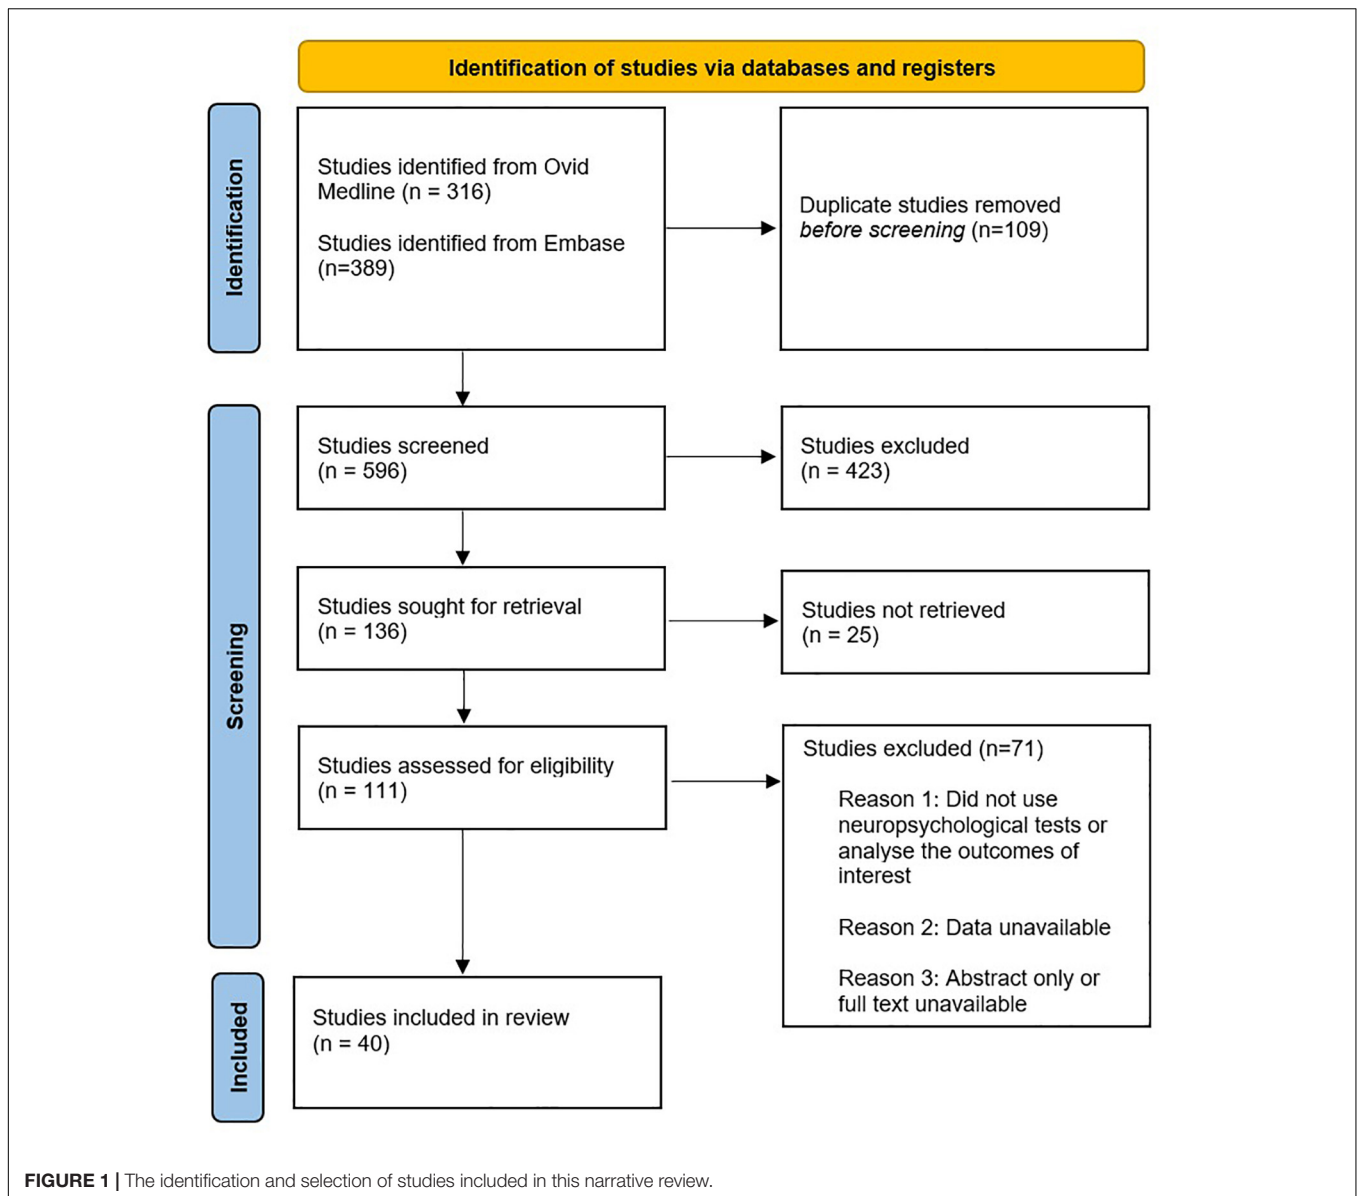 Identification of studies via databases and registers
Identification
Studies identified from Ovid
Medline (n = 316)
Studies identified from Embase
(n=389)
Duplicate studies removed
before screening (n=109)
Screening
Studies screened
(n = 596)
Studies excluded
(n = 423)
Studies sought for retrieval
(n = 136)
Studies not retrieved
(n = 25)
Studies assessed for eligibility
(n = 111)
Studies excluded (n=71)
Reason 1: Did not use
neuropsychological tests or
analyse the outcomes of
interest
Reason 2: Data unavailable
Reason 3: Abstract only or
full text unavailable
Included
Studies included in review
(n = 40)
FIGURE 1 | The identification and selection of studies included in this narrative review.